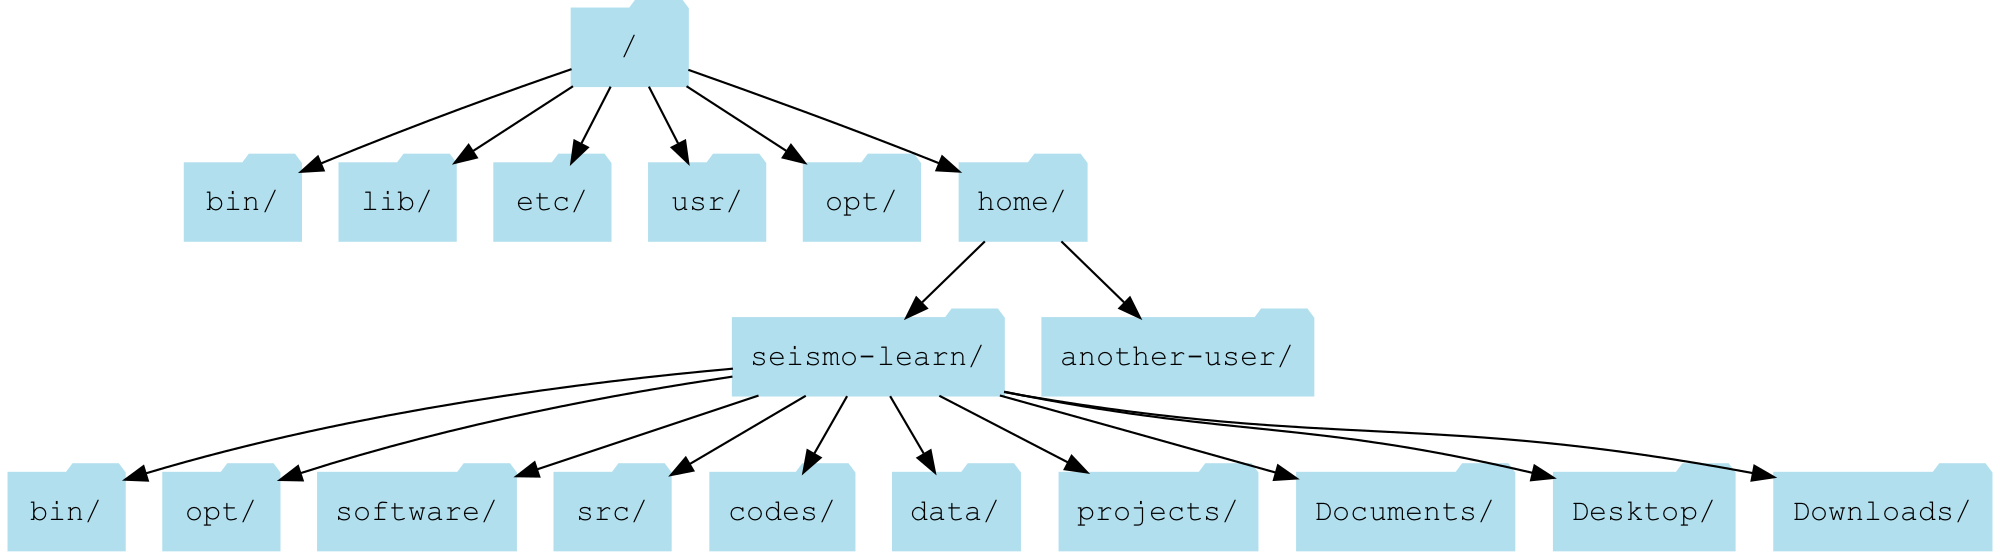 /
bin/
lib/
etc/
usr/
opt/
home/
seismo-learn/
another-user/
bin/
opt/
software/
src/
codes/
data/
projects/
Documents/
Desktop/
Downloads/